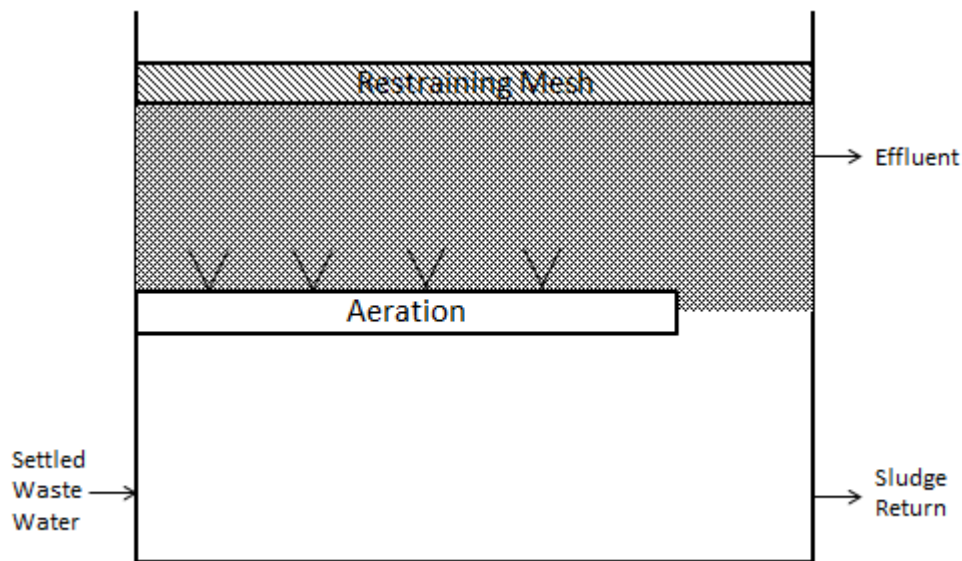 Restraining Mesh
Effluent
Aeration
Settled
Waste
Water
Sludge
Return